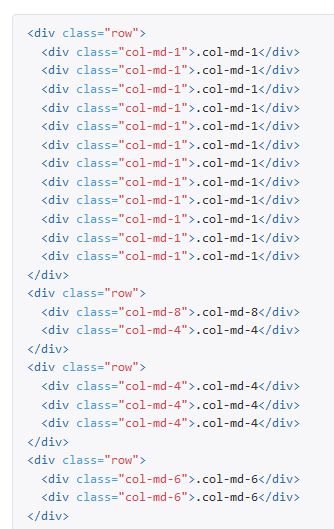 <div class="row">
  <div class="col-md-1">.col-md-1</div>
  <div class="col-md-1">.col-md-1</div>
  <div class="col-md-1">.col-md-1</div>
  <div class="col-md-1">.col-md-1</div>
  <div class="col-md-1">.col-md-1</div>
  <div class="col-md-1">.col-md-1</div>
  <div class="col-md-1">.col-md-1</div>
  <div class="col-md-1">.col-md-1</div>
  <div class="col-md-1">.col-md-1</div>
  <div class="col-md-1">.col-md-1</div>
  <div class="col-md-1">.col-md-1</div>
  <div class="col-md-1">.col-md-1</div>
</div>
<div class="row">
  <div class="col-md-8">.col-md-8</div>
  <div class="col-md-4">.col-md-4</div>
</div>
<div class="row">
  <div class="col-md-4">.col-md-4</div>
  <div class="col-md-4">.col-md-4</div>
  <div class="col-md-4">.col-md-4</div>
</div>
<div class="row">
  <div class="col-md-6">.col-md-6</div>
  <div class="col-md-6">.col-md-6</div>
</div>